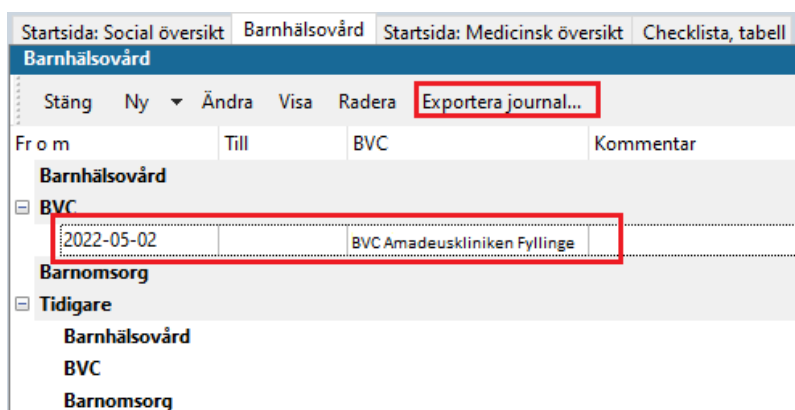 Startsida: Social översikt Barnhälsovård Startsida: Medicinsk översikt Checklista, tabell
Barnhälsovård
Stäng Ny Ändra Visa Radera Exportera journal...
Fr o m Till BVC Kommentar
Barnhälsovård
BVC
2022-05-02 BVC Amadeuskliniken Fyllinge
Barnomsorg
Tidigare
Barnhälsovård
BVC
Barnomsorg